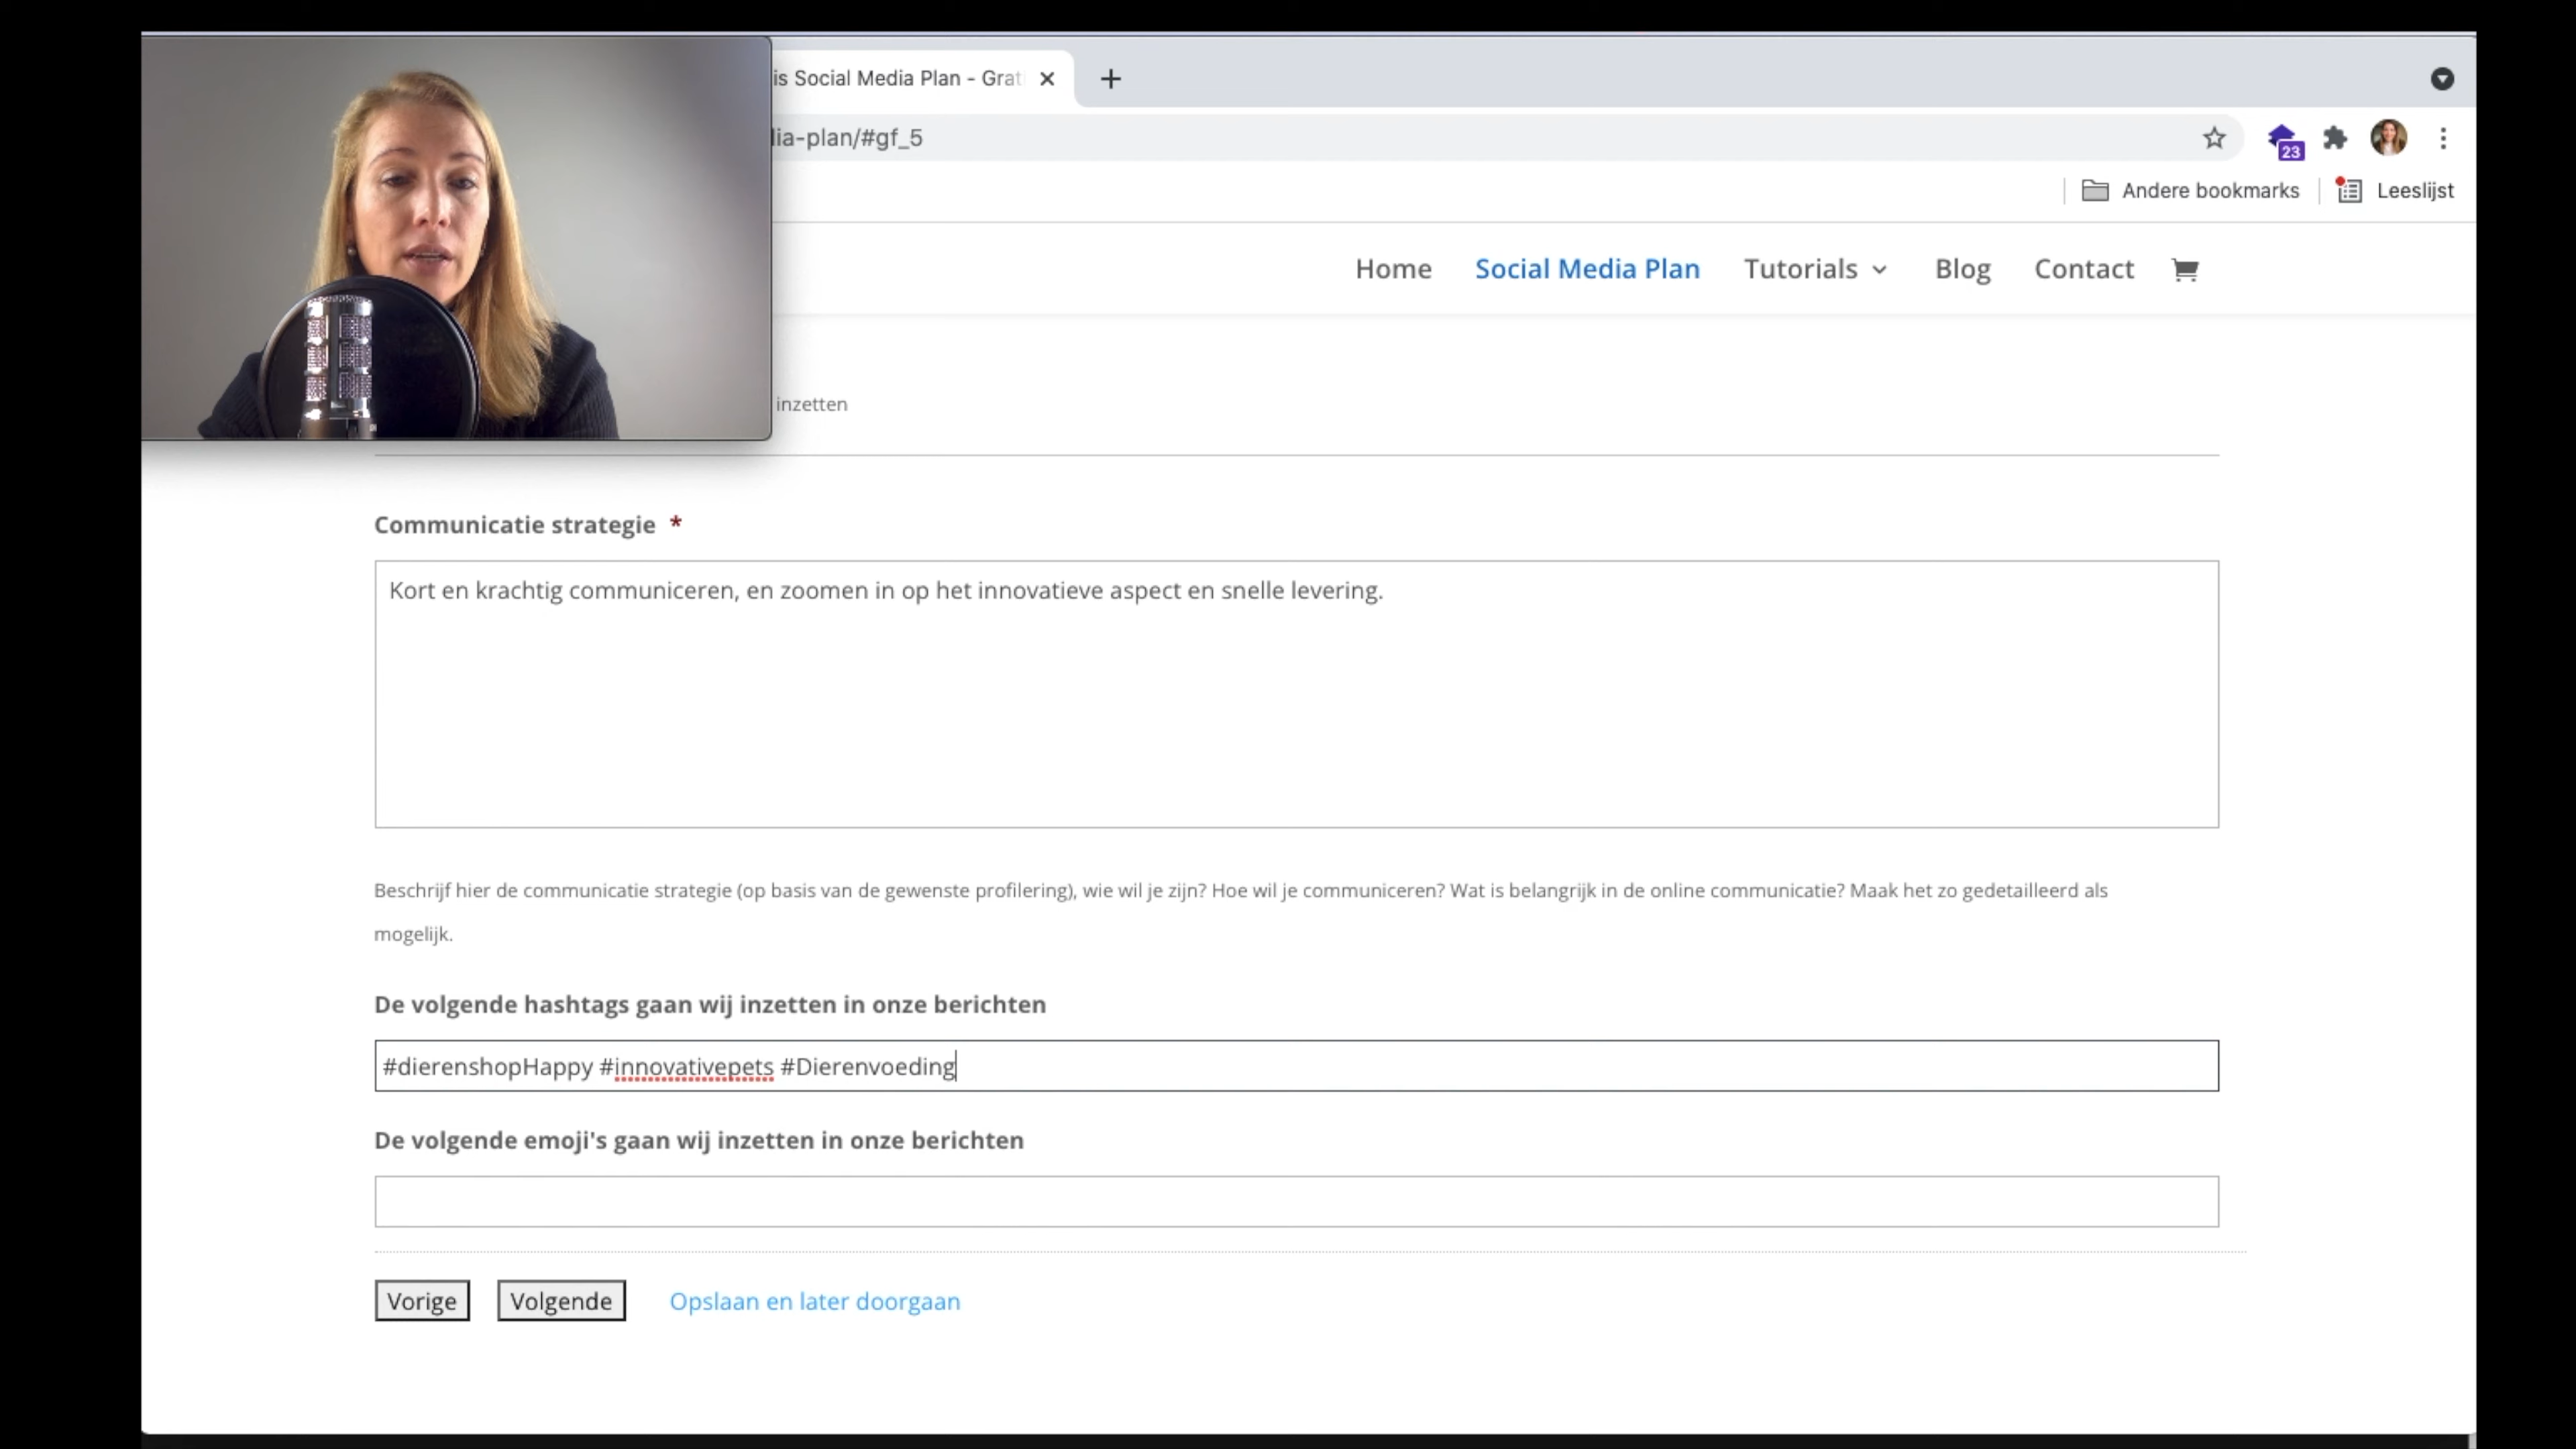 is Social Media Plan - Grat
dia-plan/#gf_5
23
Andere bookmarks
Leeslijst
Home
Social Media Plan
Tutorials
Blog
Contact
inzetten
Communicatie strategie *
Kort en krachtig communiceren, en zoomen in op het innovatieve aspect en snelle levering.
Beschrijf hier de communicatie strategie (op basis van de gewenste profilering), wie wil je zijn? Hoe wil je communiceren? Wat is belangrijk in de online communicatie? Maak het zo gedetailleerd als
mogelijk.
De volgende hashtags gaan wij inzetten in onze berichten
#dierenshopHappy #innovativepets #Dierenvoeding
De volgende emoji's gaan wij inzetten in onze berichten
Vorige
Volgende
Opslaan en later doorgaan